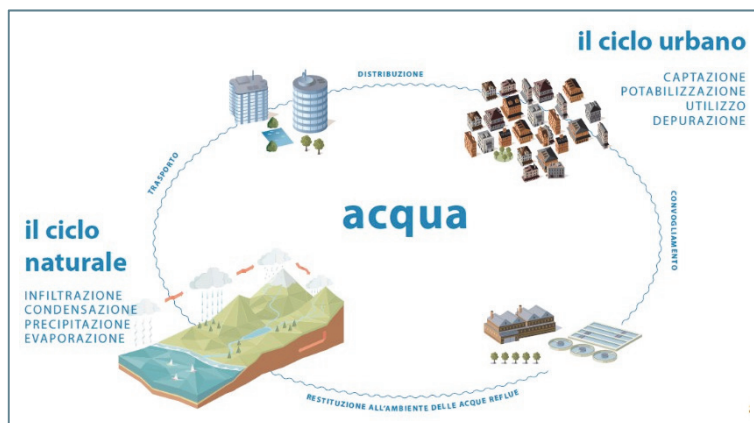 il ciclo urbano
CAPTAZIONE
POTABILIZZAZIONE
UTILIZZO
DEPURAZIONE
DISTRIBUZIONE
TRASPORTO
acqua
CONVOGLIAMENTO
il ciclo
naturale
INFILTRAZIONE
CONDENSAZIONE
PRECIPITAZIONE
EVAPORAZIONE
RESTITUZIONE ALL'AMBIENTE DELLE ACQUE REFLUE